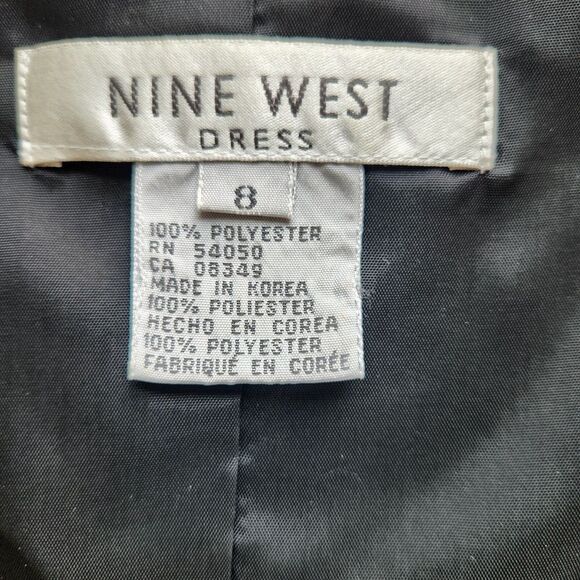 NINE WEST
DRESS
8
100% POLYESTER
RN 54050
CA 08349
MADE IN KOREA
100% POLIESTER
HECHO EN COREA
100% POLYESTER
FABRIQUÉ EN CORÉE